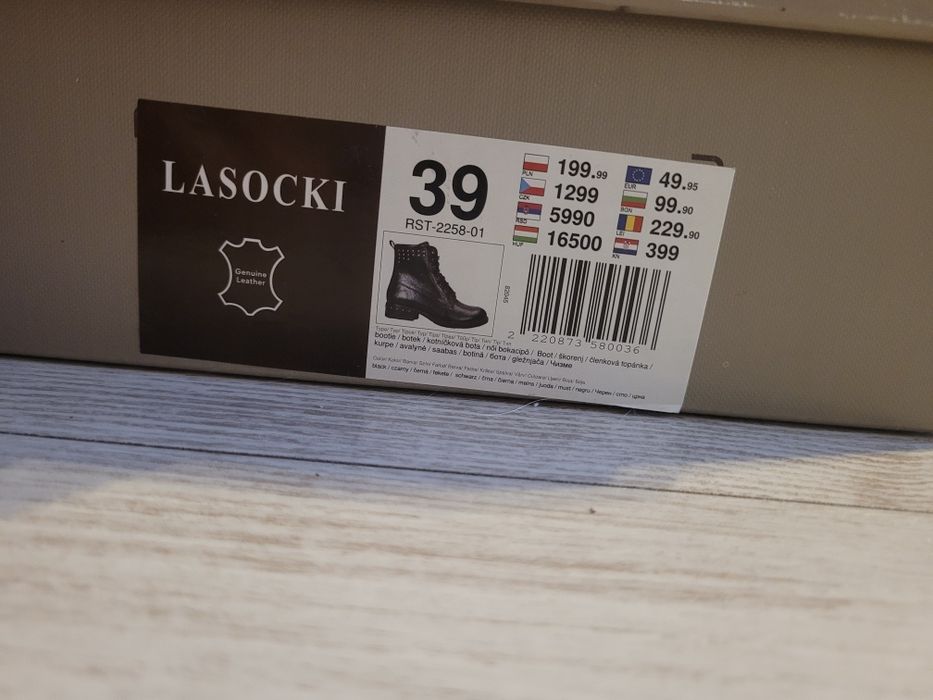 LASOCKI
Genuine
Leather
39
RST-2258-01
PLN 199.99
CZK 1299
RSD 5990
HUF 16500
EUR 49.95
BGN 99.90
LEI 229.90
KN 399
82045
2 220873 580036
bootie / botek / kotníčková bota / női bokacipő / Boot / škorenj / členková topánka /
kurpe / avalynė / saabas / botină / бота / gležnjača / Чизме
black / czarny / černá / fekete / schwarz / črna / čierna / melns / juoda / must / negru / Черен / crno / црна